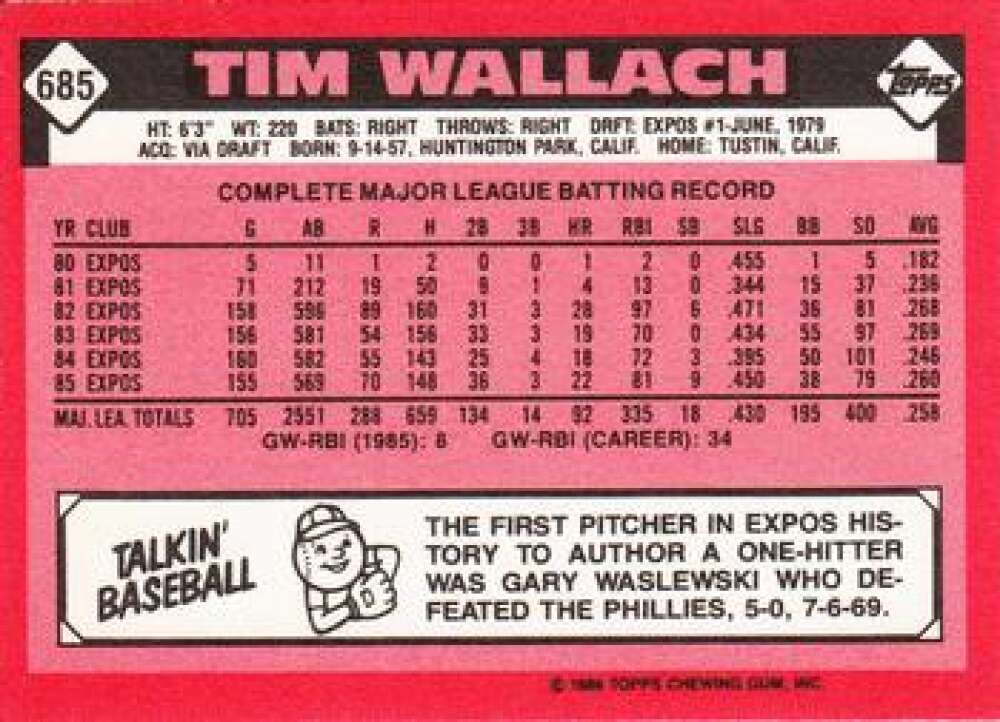 685
TIM WALLACH
TOPPS
HT: 6'3" WT: 220 BATS: RIGHT THROWS: RIGHT DRFT: EXPOS #1-JUNE, 1979
ACQ: VIA DRAFT BORN: 9-14-57, HUNTINGTON PARK, CALIF. HOME: TUSTIN, CALIF.
COMPLETE MAJOR LEAGUE BATTING RECORD
YR CLUB G AB R H 2B 3B HR RBI SB SLG BB SO AVG
80 EXPOS 5 11 1 2 0 0 1 2 0 .455 1 5 .182
81 EXPOS 71 212 19 50 9 1 4 13 0 .344 15 37 .236
82 EXPOS 158 596 89 160 31 3 28 97 6 .471 36 81 .268
83 EXPOS 156 581 54 156 33 3 19 70 0 .434 55 97 .269
84 EXPOS 160 582 55 143 25 4 18 72 3 .395 50 101 .246
85 EXPOS 155 569 70 148 36 3 22 81 9 .450 38 79 .260
MAJ. LEA. TOTALS 705 2551 288 659 134 14 92 335 18 .430 195 400 .258
GW-RBI (1985): 8 GW-RBI (CAREER): 34
TALKIN'
BASEBALL
THE FIRST PITCHER IN EXPOS HIS-
TORY TO AUTHOR A ONE-HITTER
WAS GARY WASLEWSKI WHO DE-
FEATED THE PHILLIES, 5-0, 7-6-69.
© 1986 TOPPS CHEWING GUM, INC.